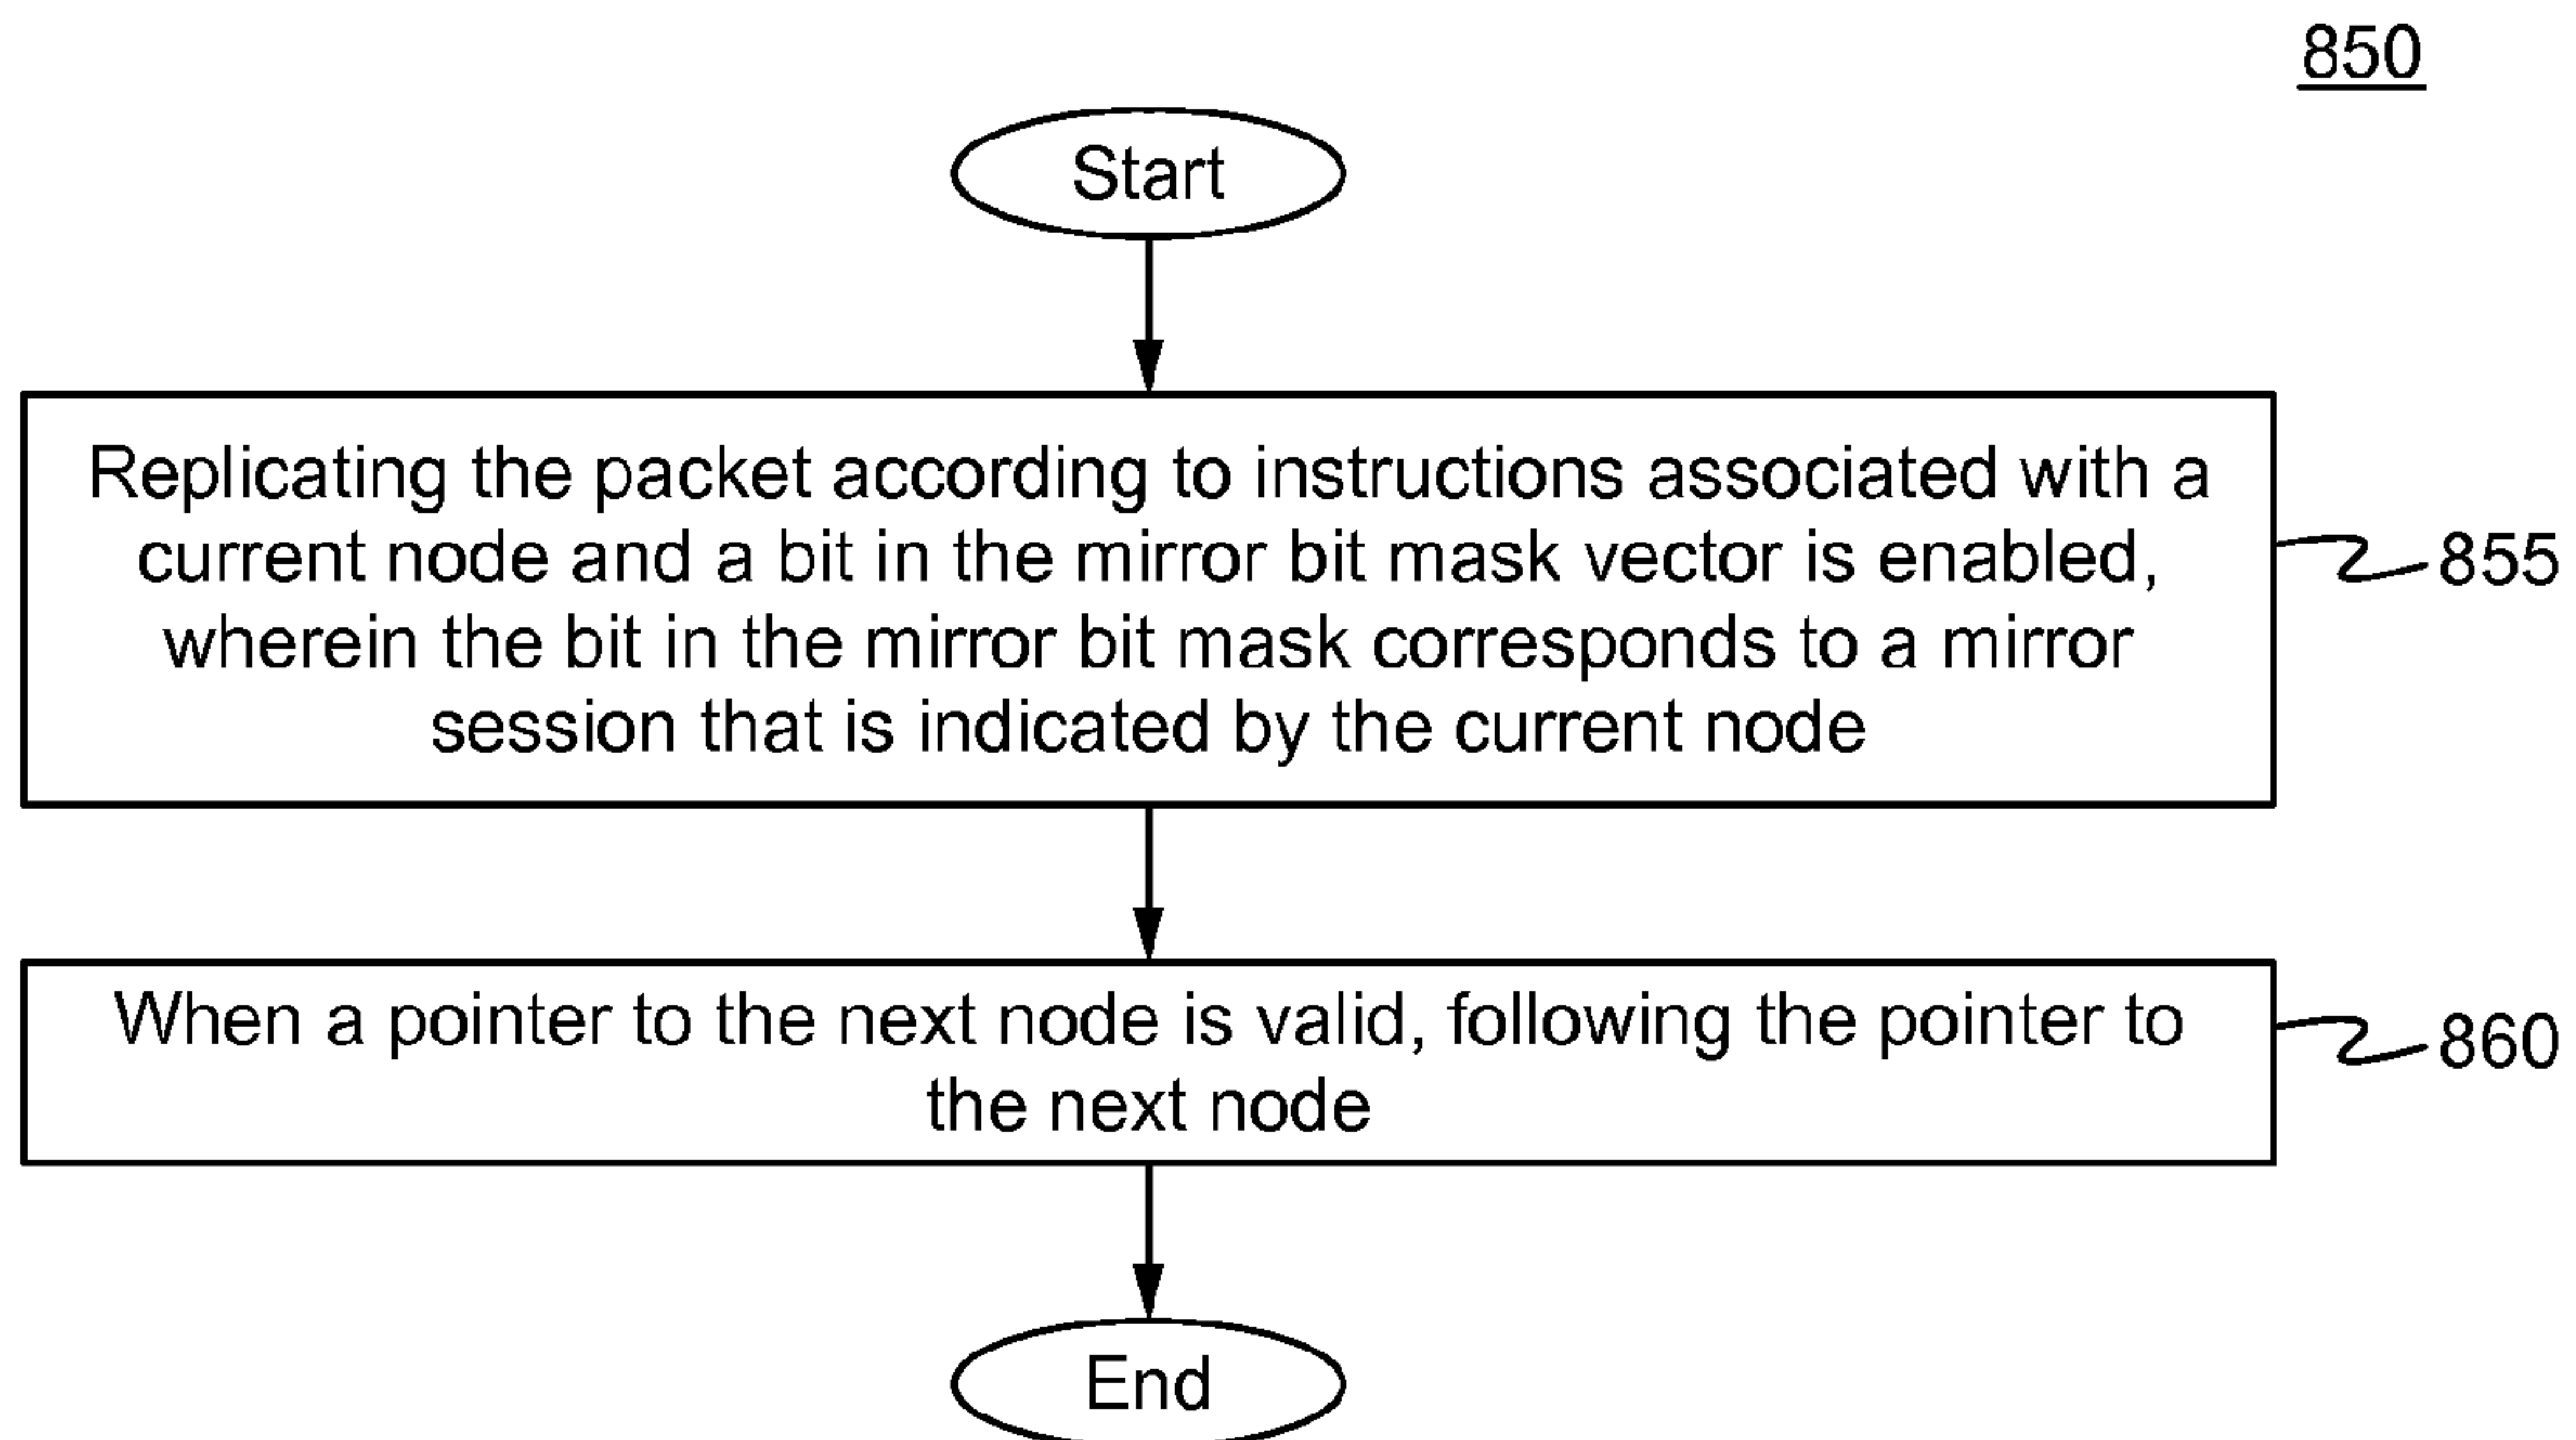 850
Start
Replicating the packet according to instructions associated with a
current node and a bit in the mirror bit mask vector is enabled,
wherein the bit in the mirror bit mask corresponds to a mirror
session that is indicated by the current node
855
When a pointer to the next node is valid, following the pointer to
the next node
860
End